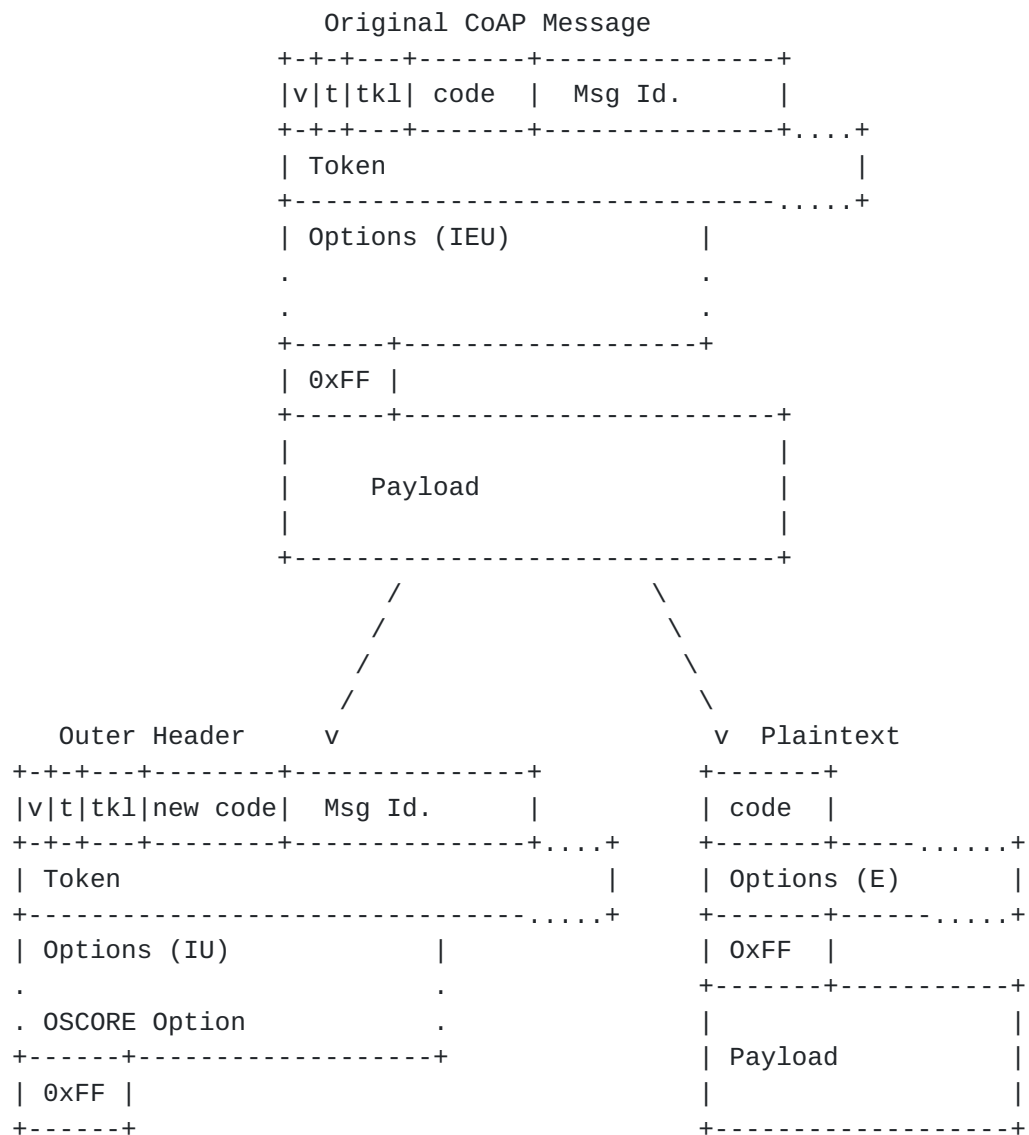 Original CoAP Message
+-+-+---+-------+---------------+
|v|t|tkl| code  |  Msg Id.      |
+-+-+---+-------+---------------+....+
| Token                              |
+-------------------------------.....+
| Options (IEU)            |
.                          .
.                          .
+------+-------------------+
| 0xFF |
+------+------------------------+
|                               |
|     Payload                   |
|                               |
+-------------------------------+
/                \
/                  \
/                    \
/                      \
Outer Header     v                        v  Plaintext
+-+-+---+--------+---------------+          +-------+
|v|t|tkl|new code|  Msg Id.      |          | code  |
+-+-+---+--------+---------------+....+     +-------+-----......+
| Token                               |     | Options (E)       |
+--------------------------------.....+     +-------+------.....+
| Options (IU)             |                | OxFF  |
.                          .                +-------+-----------+
. OSCORE Option            .                |                   |
+------+-------------------+                | Payload           |
| 0xFF |                                    |                   |
+------+                                    +-------------------+